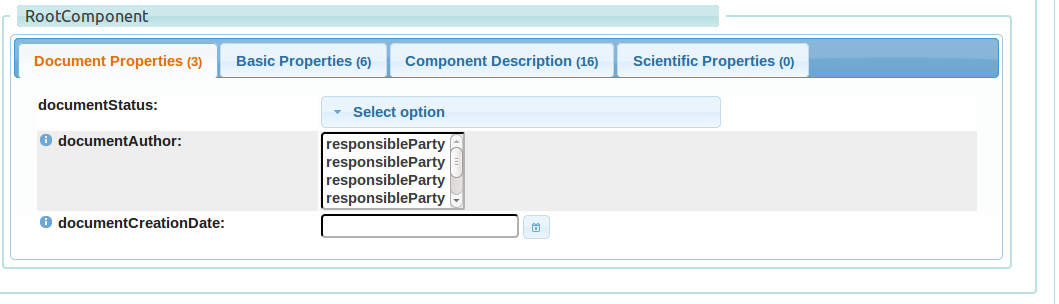 RootComponent
Document Properties (3) Basic Properties (6) Component Description (16) Scientific Properties (0)
documentStatus: Select option
documentAuthor: responsibleParty
responsibleParty
responsibleParty
responsibleParty
documentCreationDate: